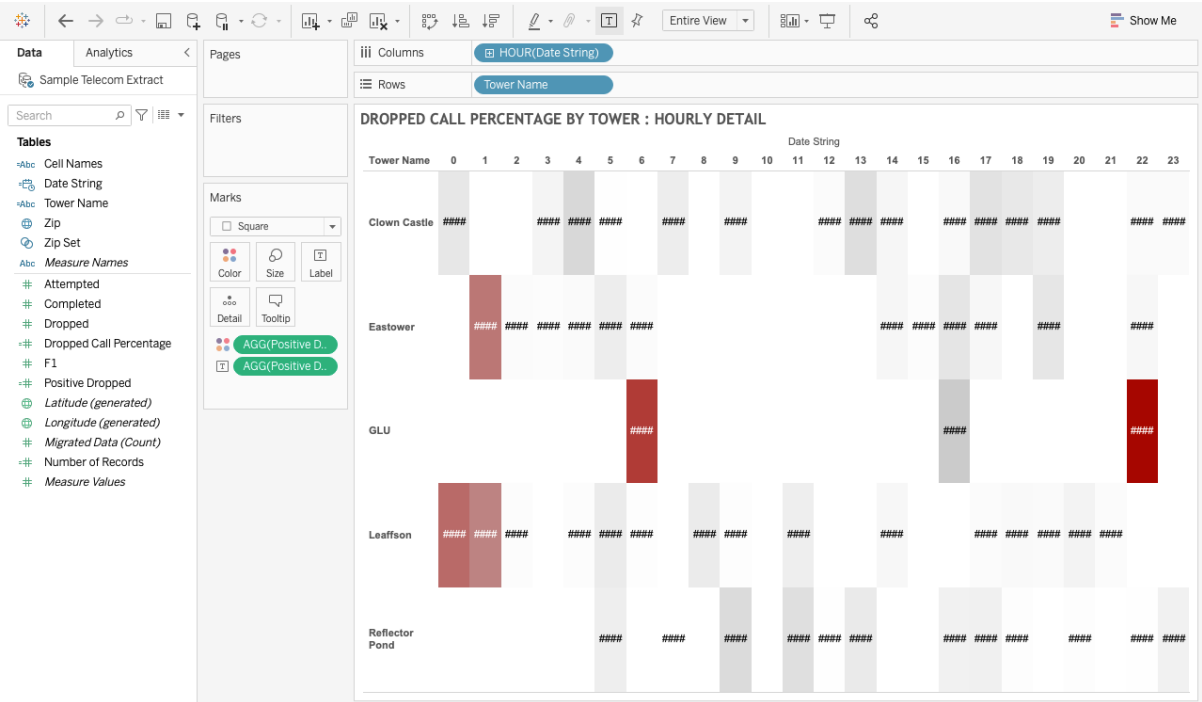 Entire View
Show Me
Data Analytics
Sample Telecom Extract
Search
Tables
Abc Cell Names
Date String
Abc Tower Name
Zip
Zip Set
Abc Measure Names
# Attempted
# Completed
# Dropped
# Dropped Call Percentage
# F1
# Positive Dropped
Latitude (generated)
Longitude (generated)
# Migrated Data (Count)
# Number of Records
# Measure Values
Pages
Filters
Marks
Square
Color Size Label
Detail Tooltip
AGG(Positive D..
AGG(Positive D..
Columns HOUR(Date String)
Rows Tower Name
DROPPED CALL PERCENTAGE BY TOWER : HOURLY DETAIL
Date String
Tower Name 0 1 2 3 4 5 6 7 8 9 10 11 12 13 14 15 16 17 18 19 20 21 22 23
Clown Castle #### #### #### #### #### #### #### #### #### #### #### #### #### #### ####
Eastower #### #### #### #### #### #### #### #### #### #### #### ####
GLU #### #### ####
Leaffson #### #### #### #### #### #### #### #### #### #### #### #### #### #### ####
Reflector
Pond
#### #### #### #### #### #### #### #### #### #### #### ####